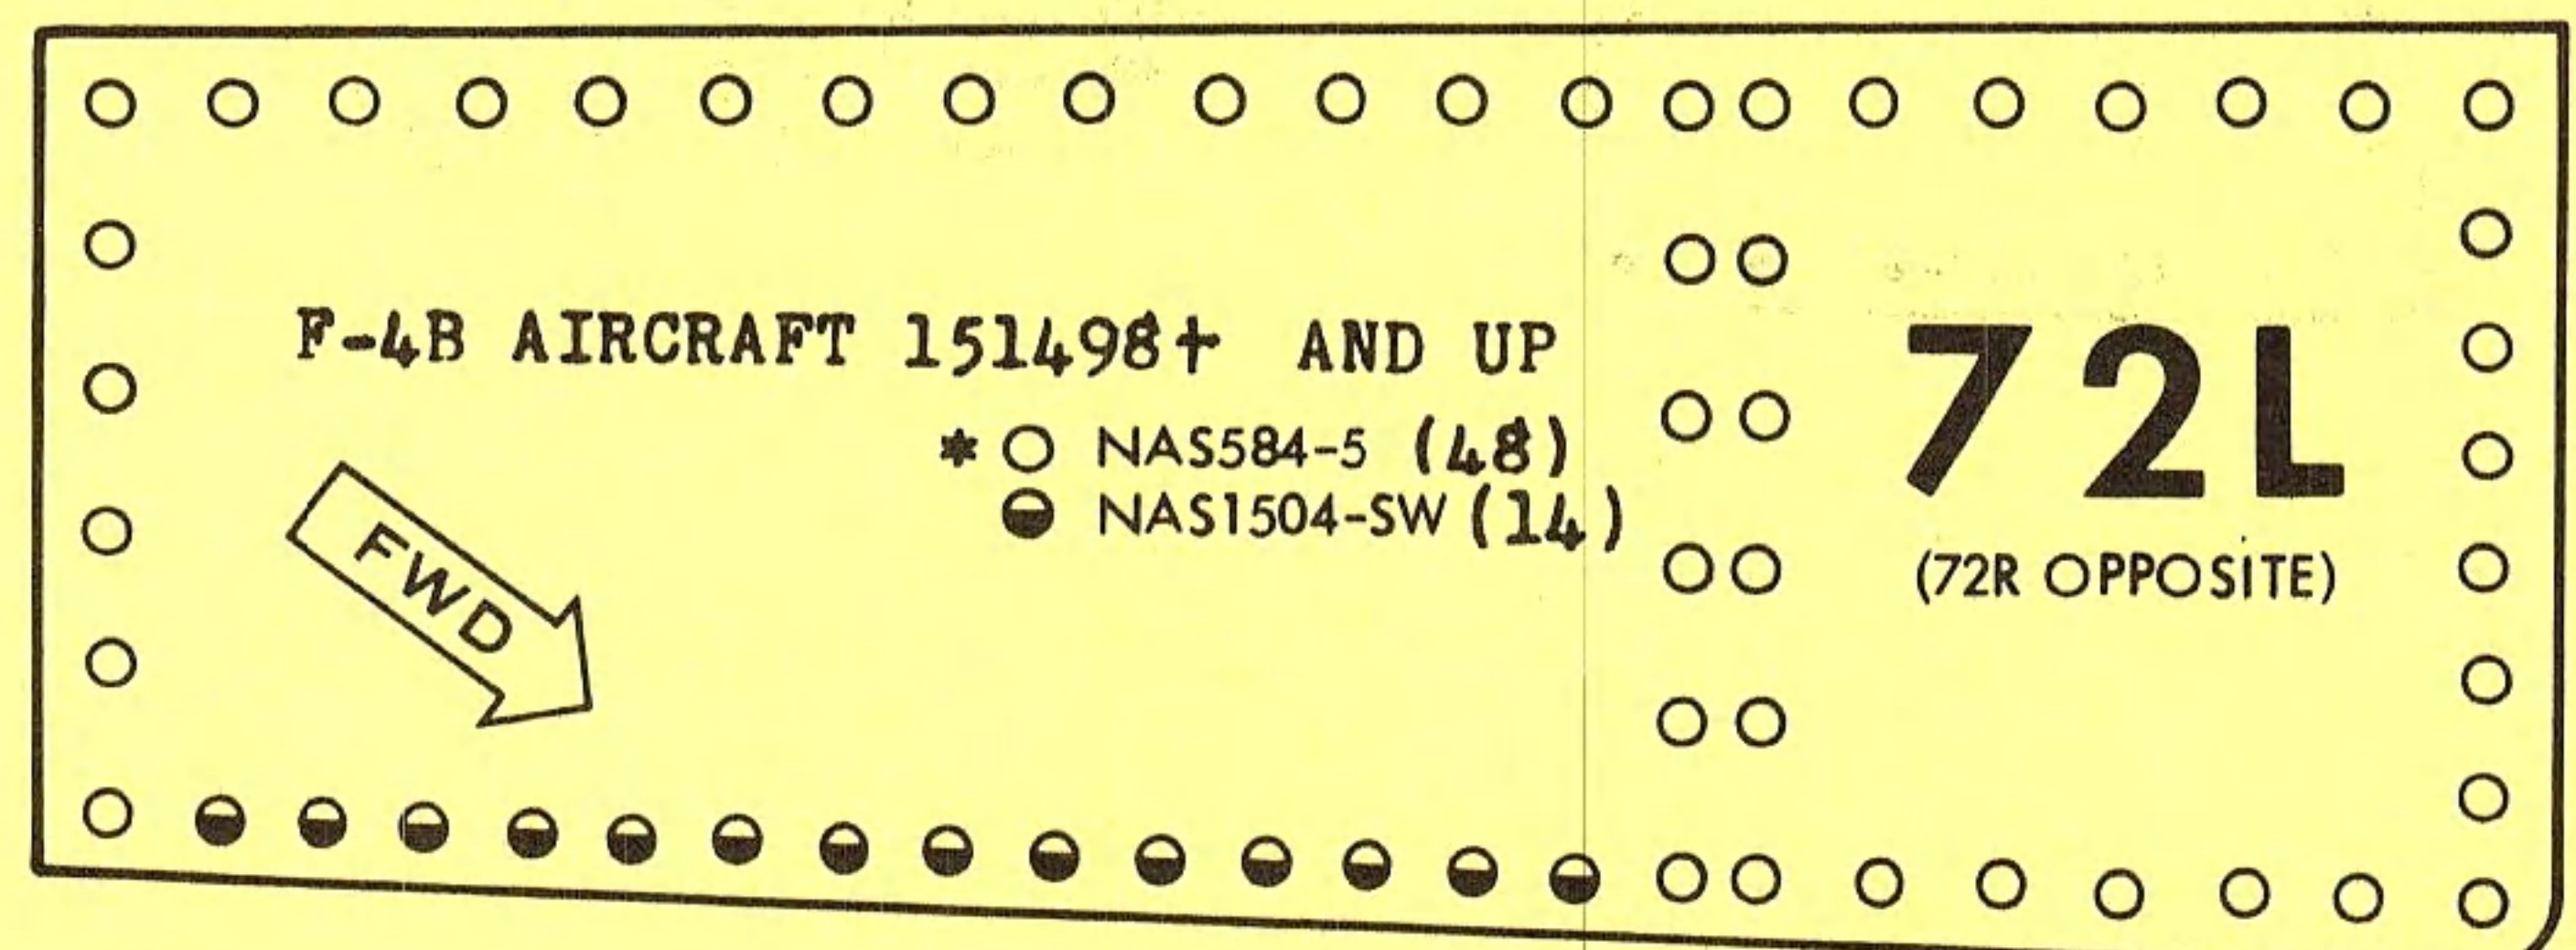 F-4B AIRCRAFT 151498+ AND UP
* NAS584-5 (48)
NAS1504-SW (14)
FWD
72L
(72R OPPOSITE)